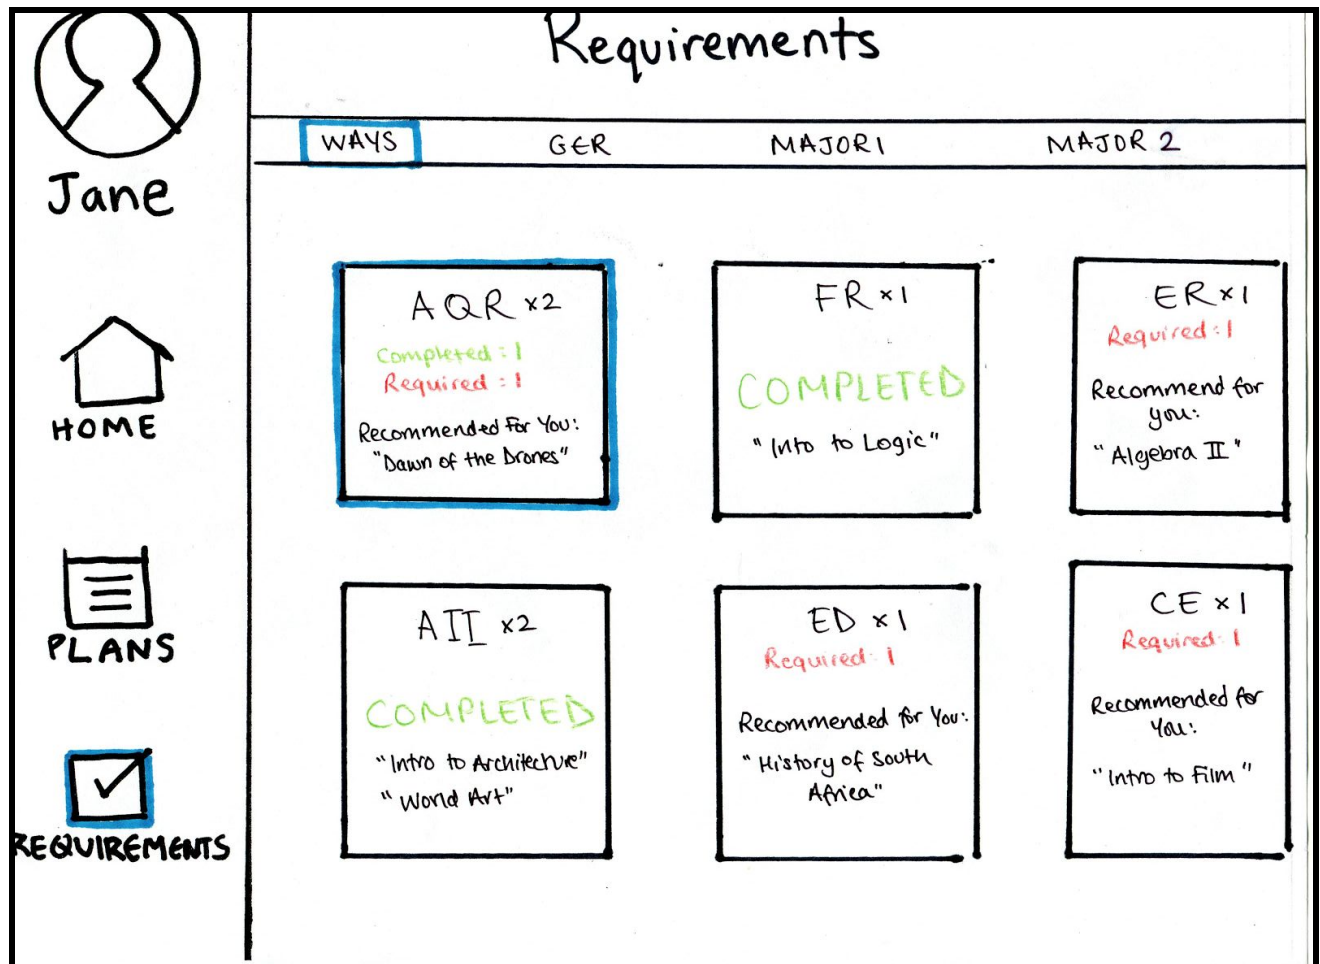 Requirements
WAYS GER MAJOR1 MAJOR 2
Jane
HOME
PLANS
REQUIREMENTS
AQR x2
Completed : 1
Required : 1
Recommended For You:
"Dawn of the Drones"
FR x1
COMPLETED
"Into to Logic"
ER x1
Required : 1
Recommend for
you:
"Algebra II"
AII x2
COMPLETED
"Intro to Architecture"
"World Art"
ED x1
Required: 1
Recommended for You:
"History of South
Africa"
CE x1
Required: 1
Recommended for
You:
"Intro to Film"